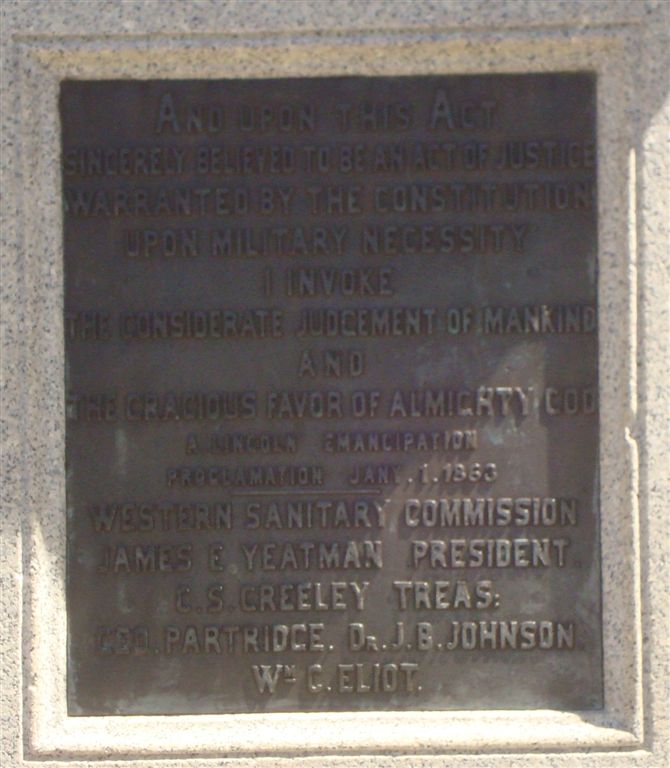 AND UPON THIS ACT
SINCERELY BELIEVED TO BE AN ACT OF JUSTICE
WARRANTED BY THE CONSTITUTION
UPON MILITARY NECESSITY
I INVOKE
THE CONSIDERATE JUDGEMENT OF MANKIND
AND
THE GRACIOUS FAVOR OF ALMIGHTY GOD
A. LINCOLN EMANCIPATION
PROCLAMATION JANY. 1. 1863
WESTERN SANITARY COMMISSION
JAMES E YEATMAN PRESIDENT.
C.S. GREELEY TREAS:
GEO. PARTRIDGE. DR. J.B. JOHNSON.
WM G. ELIOT.